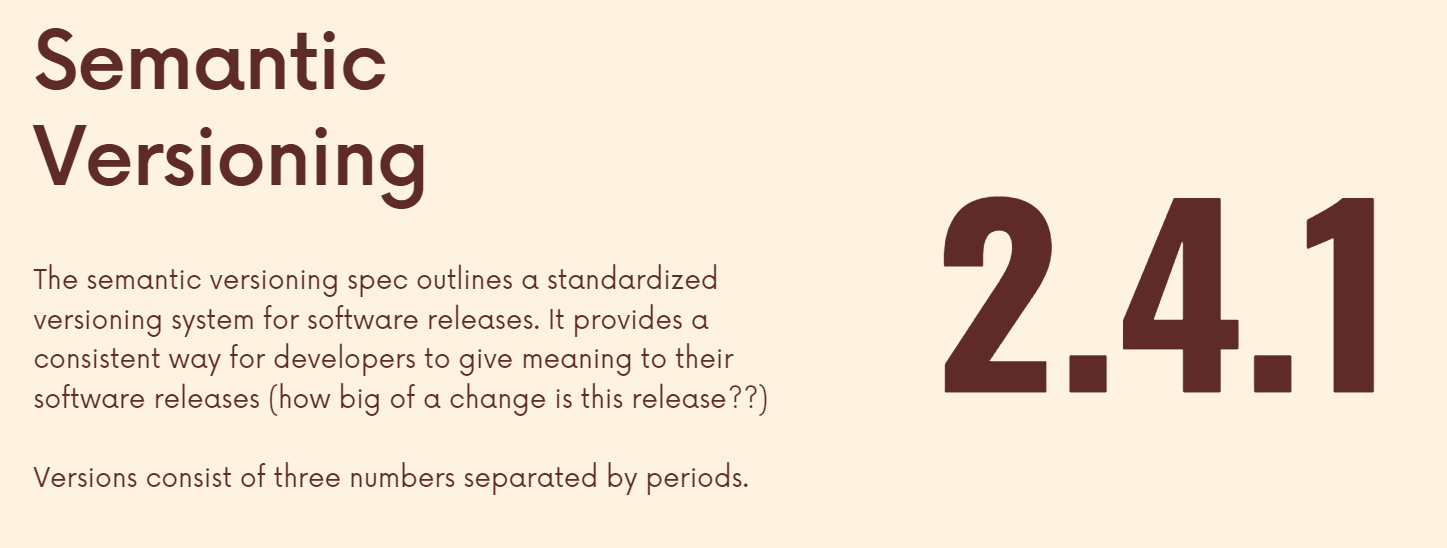 Semantic
Versioning
The semantic versioning spec outlines a standardized
versioning system for software releases. It provides a
consistent way for developers to give meaning to their
software releases (how big of a change is this release??)
Versions consist of three numbers separated by periods.
2.4.1